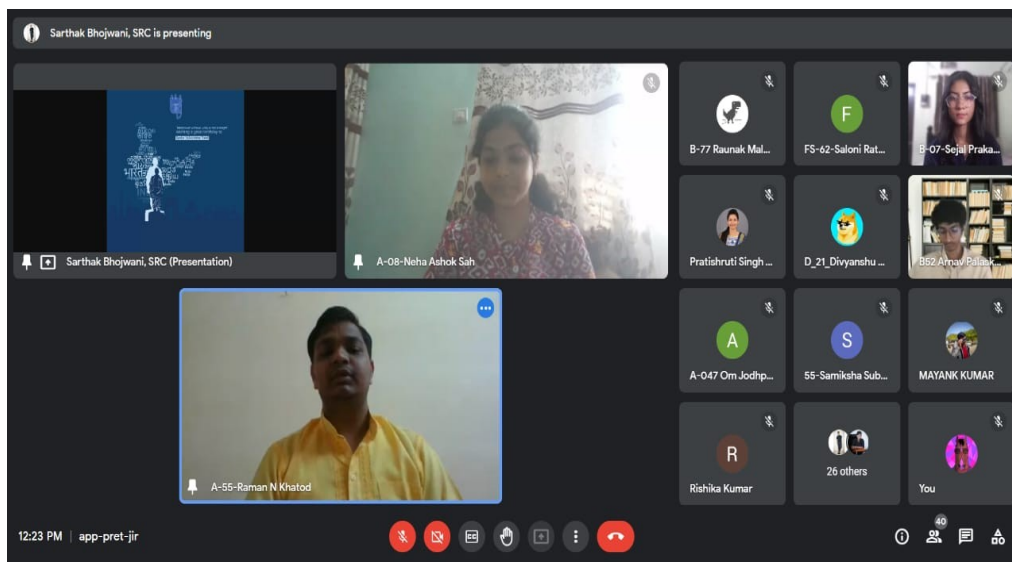 Sarthak Bhojwani, SRC is presenting
भारत
Sarthak Bhojwani, SRC (Presentation)
A-08-Neha Ashok Sah
B-77 Raunak Mal...
F
FS-62-Saloni Rat...
B-07-Sejal Praka...
Pratishruti Singh ...
D_21_Divyanshu ...
B52 Arnav Palask...
A
A-047 Om Jodhp...
S
55-Samiksha Sub...
MAYANK KUMAR
A-55-Raman N Khatod
R
Rishika Kumar
26 others
You
12:23 PM | app-pret-jir
CC
40